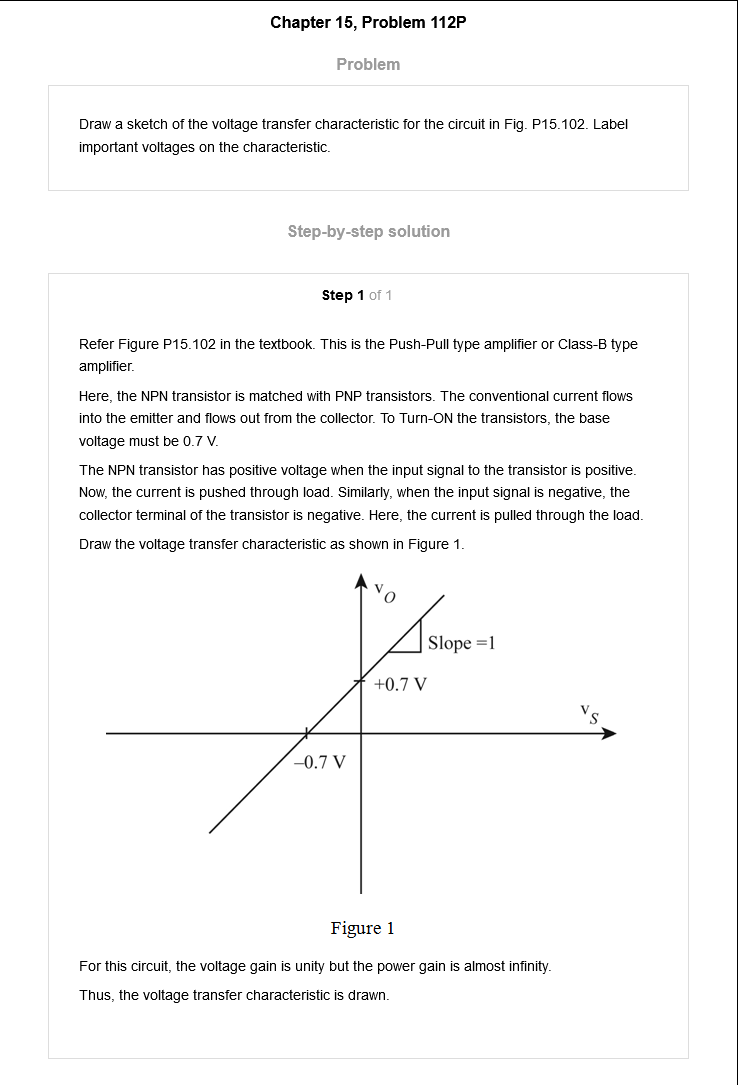 Chapter 15, Problem 112P
Problem
Draw a sketch of the voltage transfer characteristic for the circuit in Fig. P15.102. Label
important voltages on the characteristic.
Step-by-step solution
Step 1 of 1
Refer Figure P15.102 in the textbook. This is the Push-Pull type amplifier or Class-B type
amplifier.
Here, the NPN transistor is matched with PNP transistors. The conventional current flows
into the emitter and flows out from the collector. To Turn-ON the transistors, the base
voltage must be 0.7 V.
The NPN transistor has positive voltage when the input signal to the transistor is positive.
Now, the current is pushed through load. Similarly, when the input signal is negative, the
collector terminal of the transistor is negative. Here, the current is pulled through the load.
Draw the voltage transfer characteristic as shown in Figure 1.
vO
Slope =1
+0.7 V
vS
–0.7 V
Figure 1
For this circuit, the voltage gain is unity but the power gain is almost infinity.
Thus, the voltage transfer characteristic is drawn.